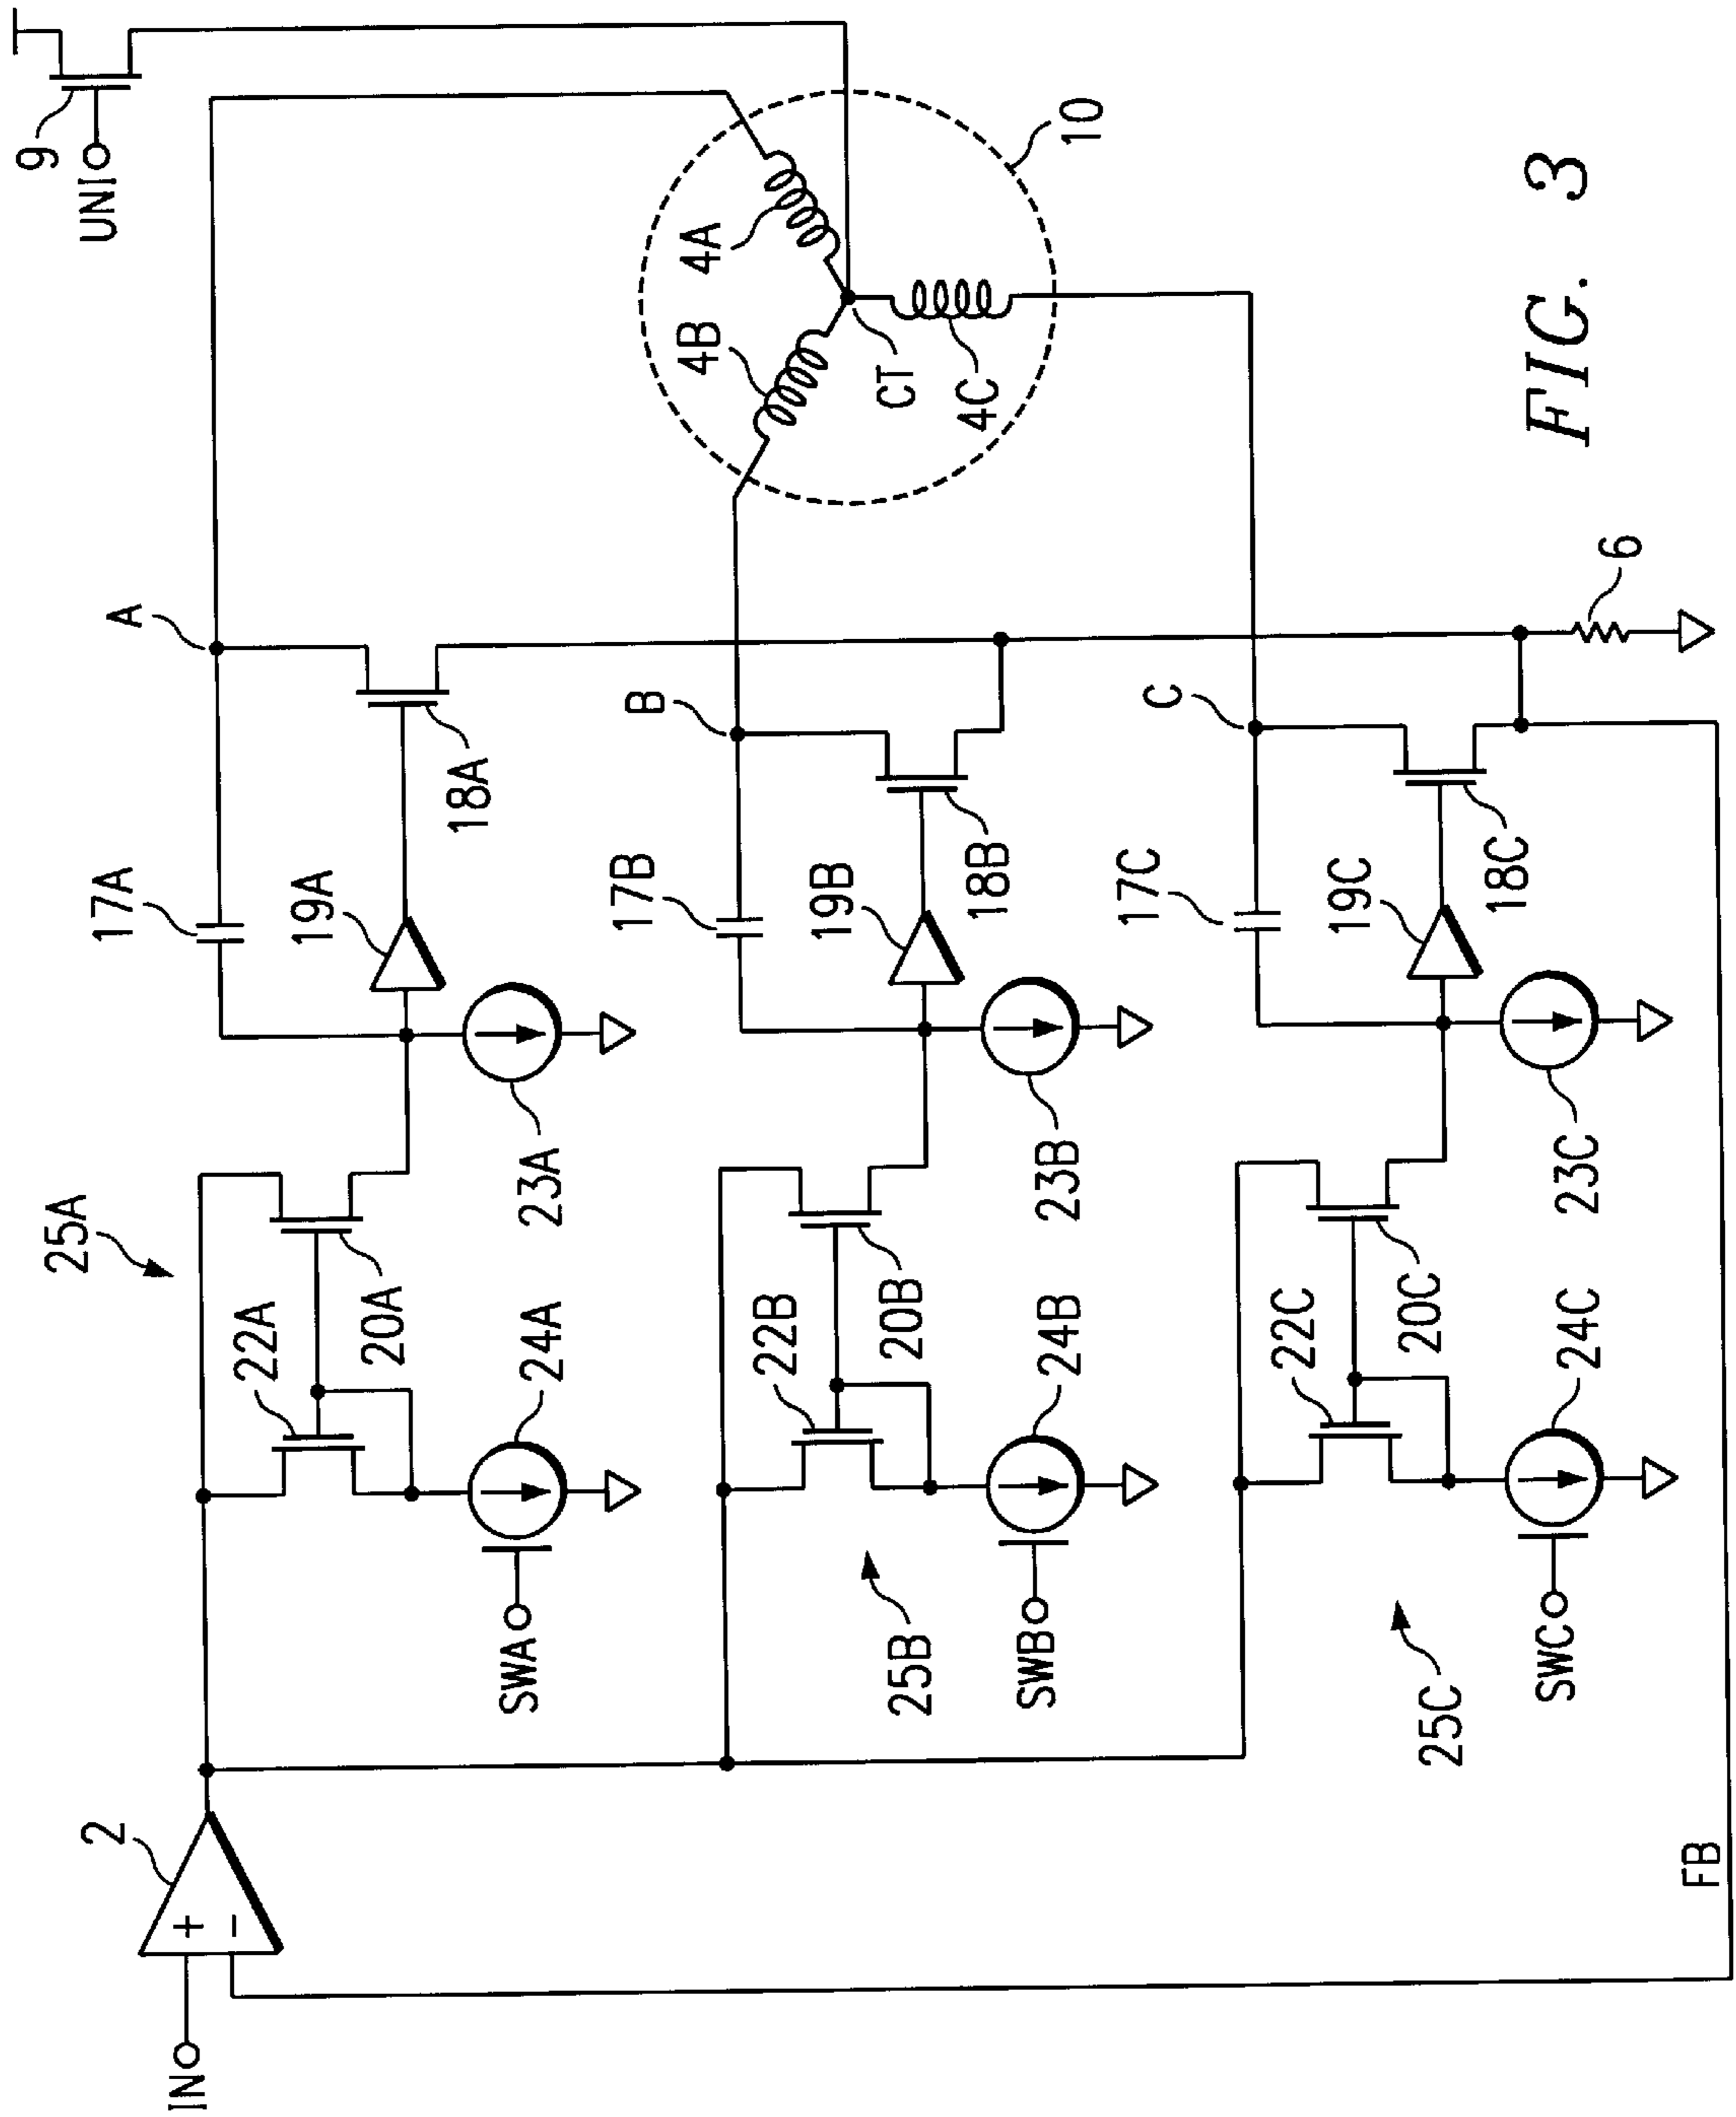 IN
2
+
−
FB
25A
22A
20A
24A
SWA
23A
17A
19A
18A
A
25B
22B
20B
24B
SWB
23B
17B
19B
18B
B
25C
22C
20C
24C
SWC
23C
17C
19C
18C
C
6
4A
4B
4C
CT
10
9
UNI
FIG. 3